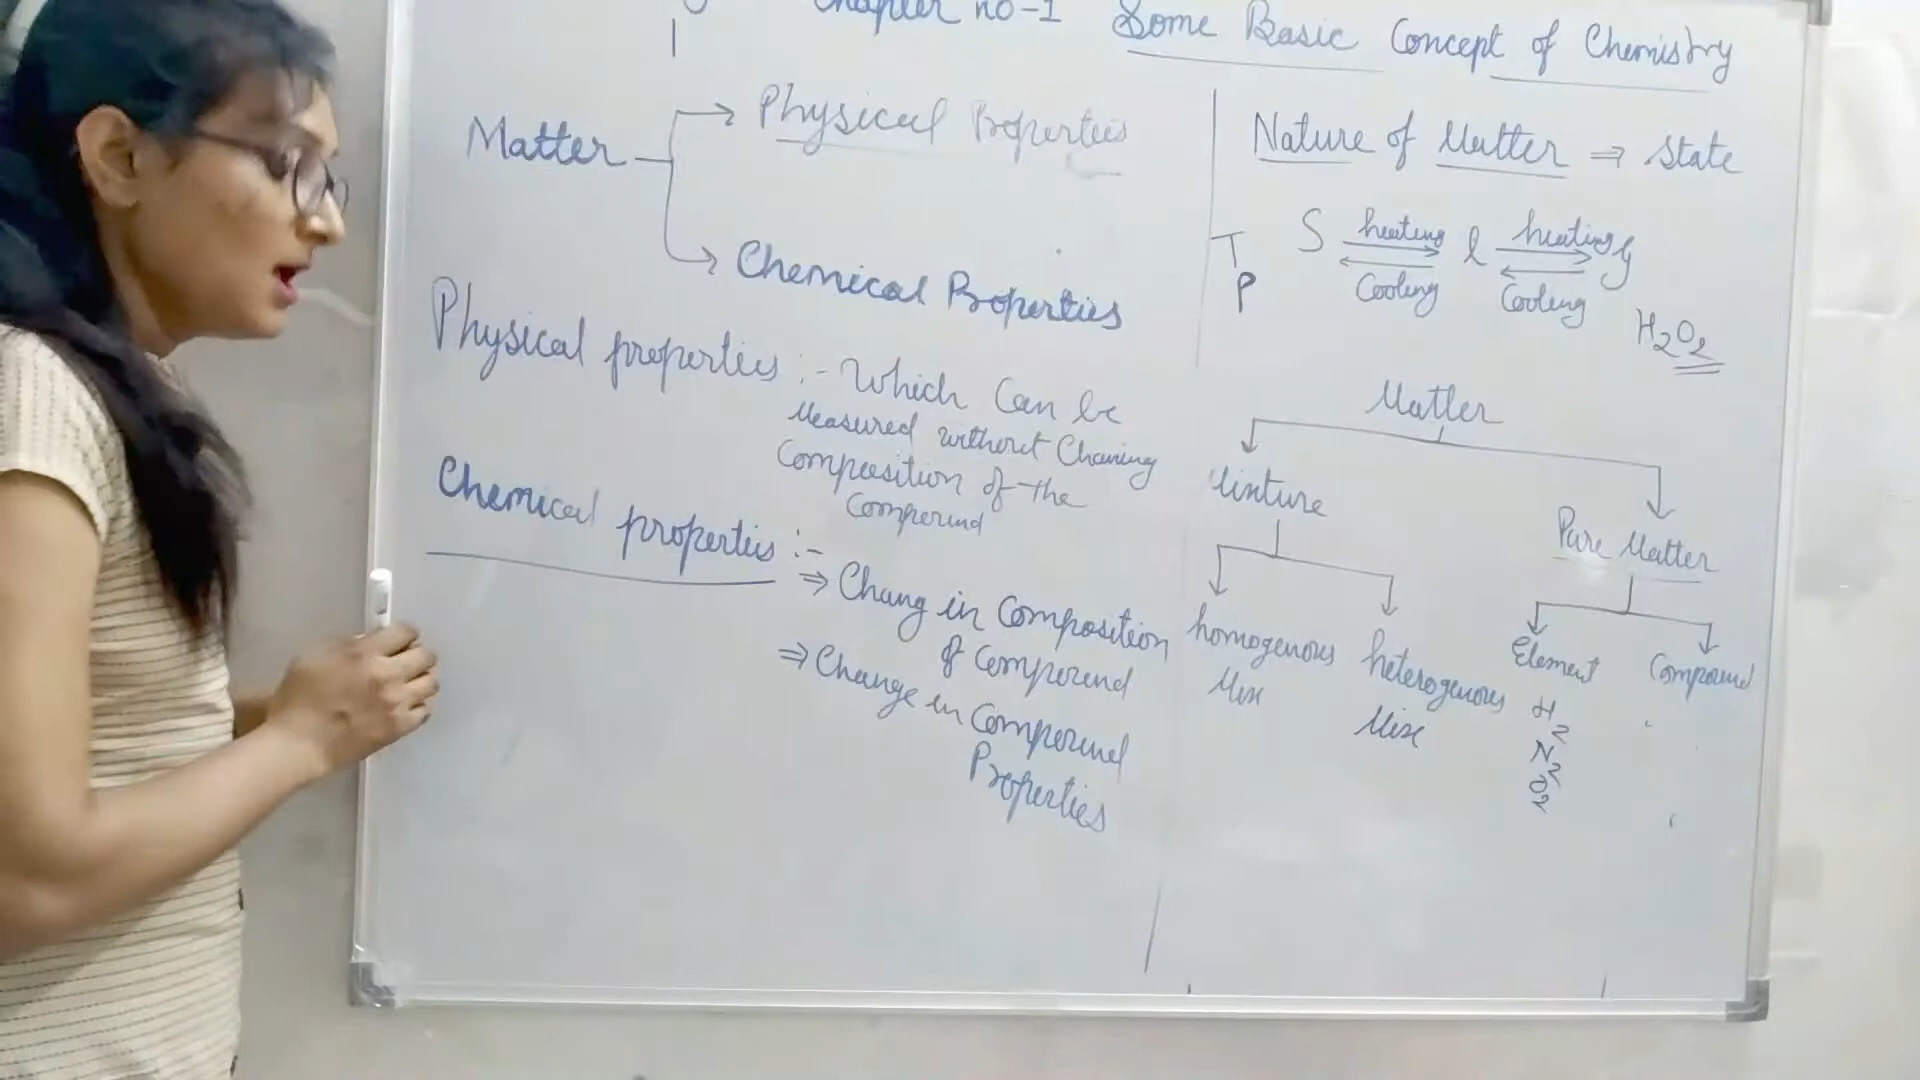 Chapter no-1 Some Basic Concept of Chemistry
Matter
Physical Properties
Chemical Properties
Physical properties :- Which Can be
Measured without Chaning
Composition of the
Compound
Chemical properties :-
⇒ Chang in Composition
of Compound
⇒ Change in Compound
Properties
Nature of Matter ⇒ State
T
P
S heating l heating g
Cooling Cooling
H2O2
Matter
Mixture
Pure Matter
homogenous
Mix
heterogenous
Mix
Element
H2
N2
O2
Compound